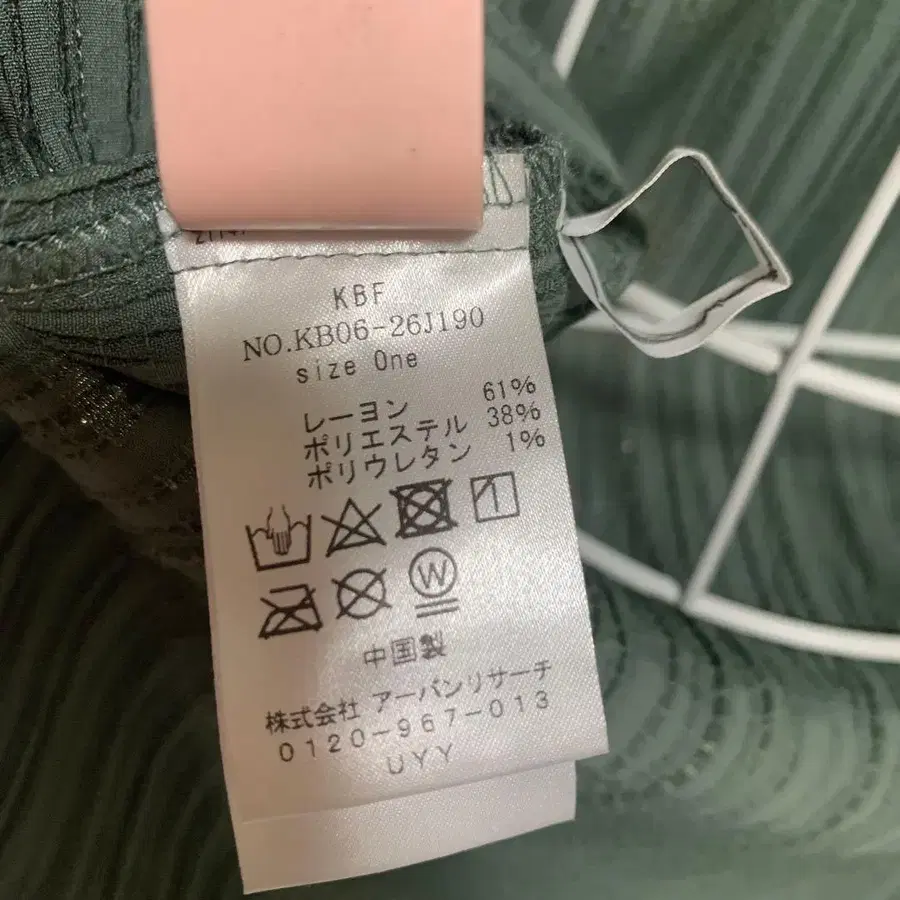 KBF
NO.KB06-26J190
size One
レーヨン 61%
ポリエステル 38%
ポリウレタン 1%
W
中国製
株式会社 アーバンリサーチ
0120-967-013
UYY